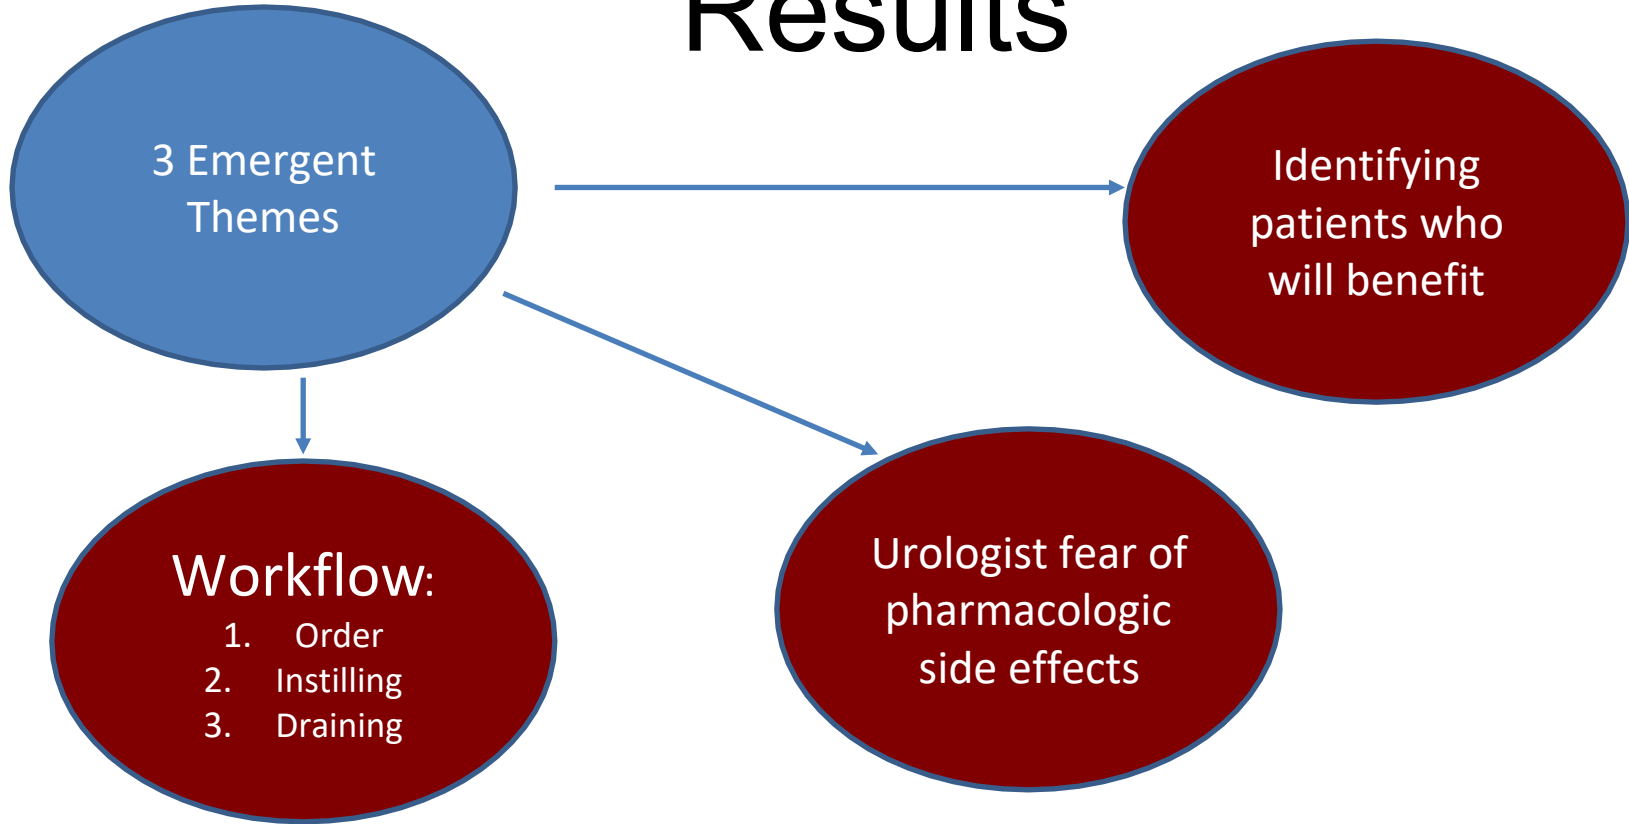 Results
3 Emergent
Themes
Identifying
patients who
will benefit
Urologist fear of
pharmacologic
side effects
Workflow:
1. Order
2. Instilling
3. Draining